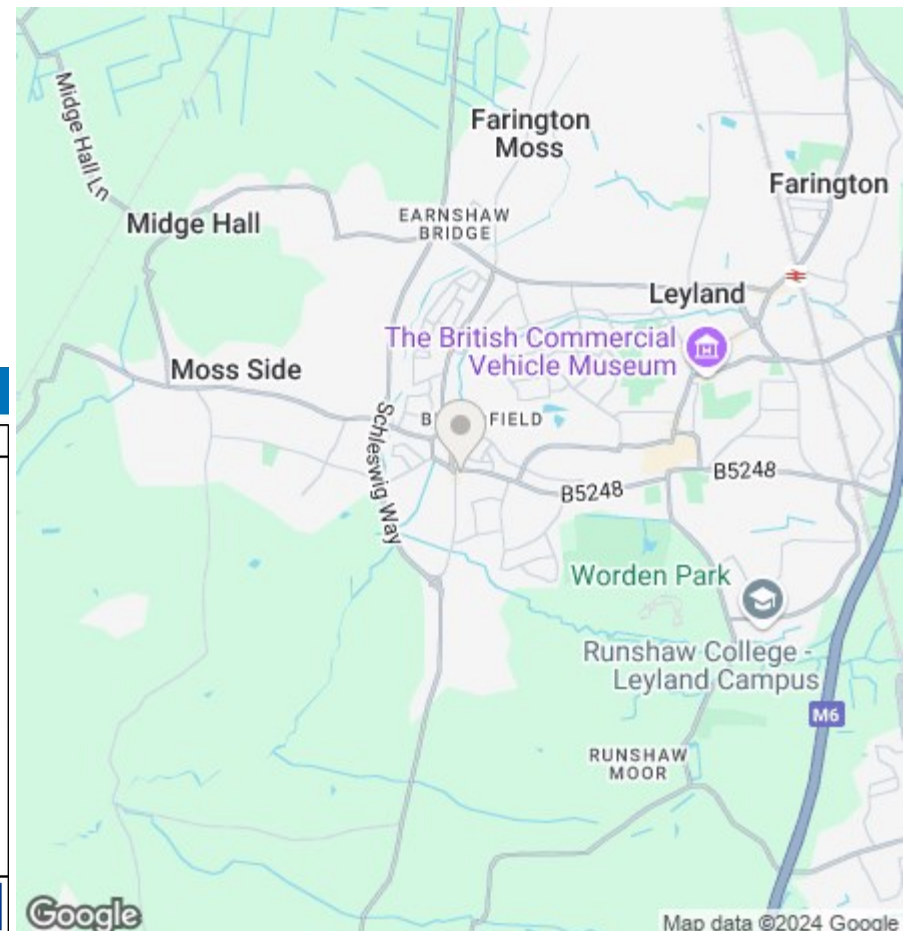 Midge Hall Ln
Farington
Moss
Farington
Midge Hall
EARNSHAW
BRIDGE
Leyland
The British Commercial
Vehicle Museum
Moss Side
FIELD
Schleswig Way
B5248
B5248
Worden Park
Runshaw College -
Leyland Campus
M6
RUNSHAW
MOOR
Google
Map data ©2024 Google